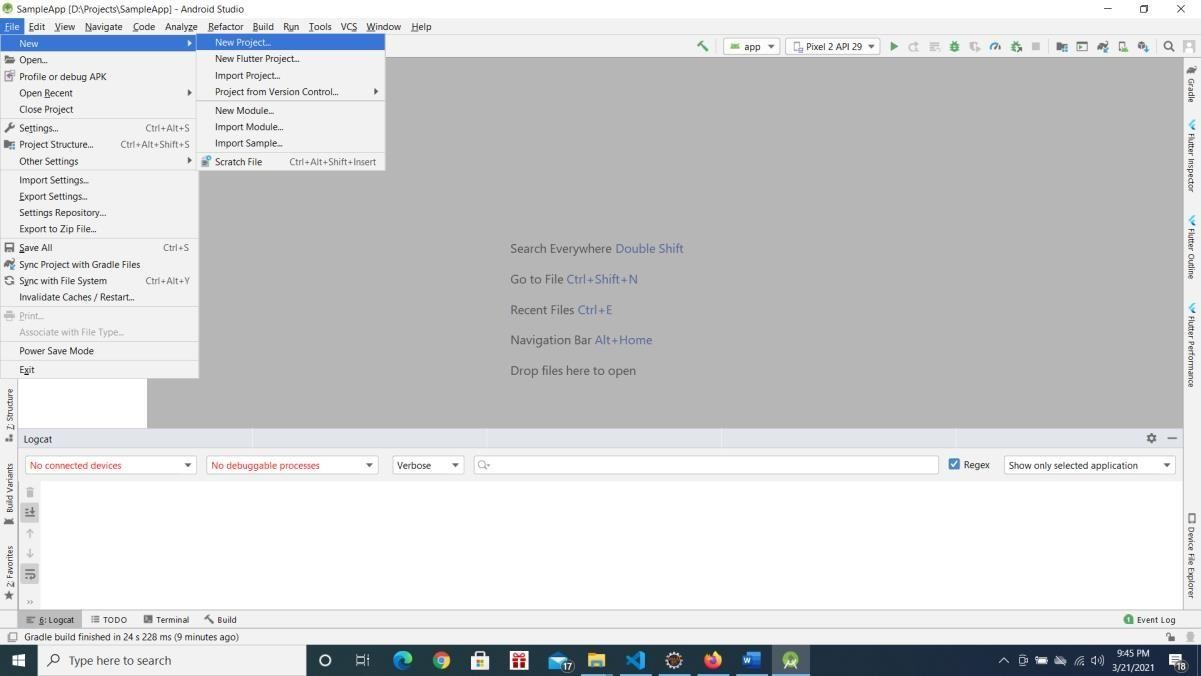 SampleApp [D:\Projects\SampleApp] - Android Studio
File Edit View Navigate Code Analyze Refactor Build Run Tools VCS Window Help
app Pixel 2 API 29
New
Open...
Profile or debug APK
Open Recent
Close Project
Settings... Ctrl+Alt+S
Project Structure... Ctrl+Alt+Shift+S
Other Settings
Import Settings...
Export Settings...
Settings Repository...
Export to Zip File...
Save All Ctrl+S
Sync Project with Gradle Files
Sync with File System Ctrl+Alt+Y
Invalidate Caches / Restart...
Print...
Associate with File Type...
Power Save Mode
Exit
New Project...
New Flutter Project...
Import Project...
Project from Version Control...
New Module...
Import Module...
Import Sample...
Scratch File Ctrl+Alt+Shift+Insert
Search Everywhere Double Shift
Go to File Ctrl+Shift+N
Recent Files Ctrl+E
Navigation Bar Alt+Home
Drop files here to open
Gradle
Flutter Inspector
Flutter Outline
Flutter Performance
Device File Explorer
Z: Structure
Build Variants
2: Favorites
Logcat
No connected devices No debuggable processes Verbose Regex Show only selected application
6: Logcat TODO Terminal Build 1 Event Log
Gradle build finished in 24 s 228 ms (9 minutes ago)
Type here to search
17
9:45 PM
3/21/2021
18